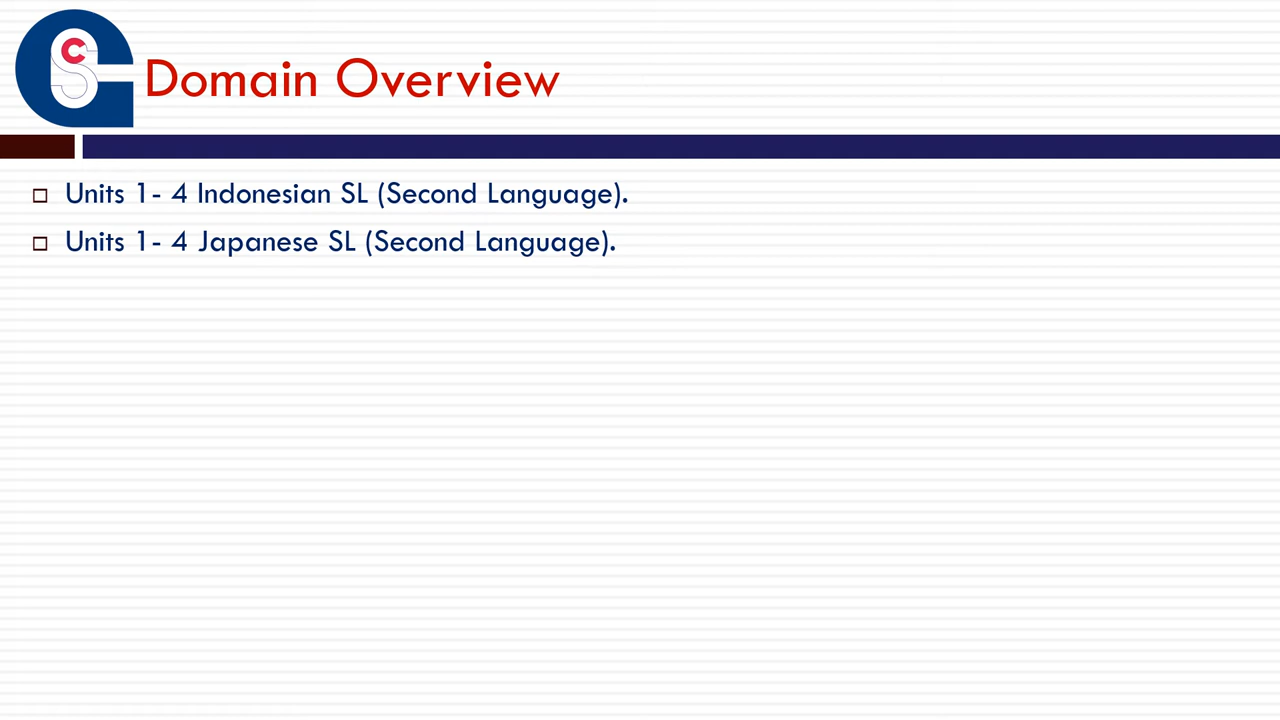 Domain Overview
Units 1- 4 Indonesian SL (Second Language).
Units 1- 4 Japanese SL (Second Language).